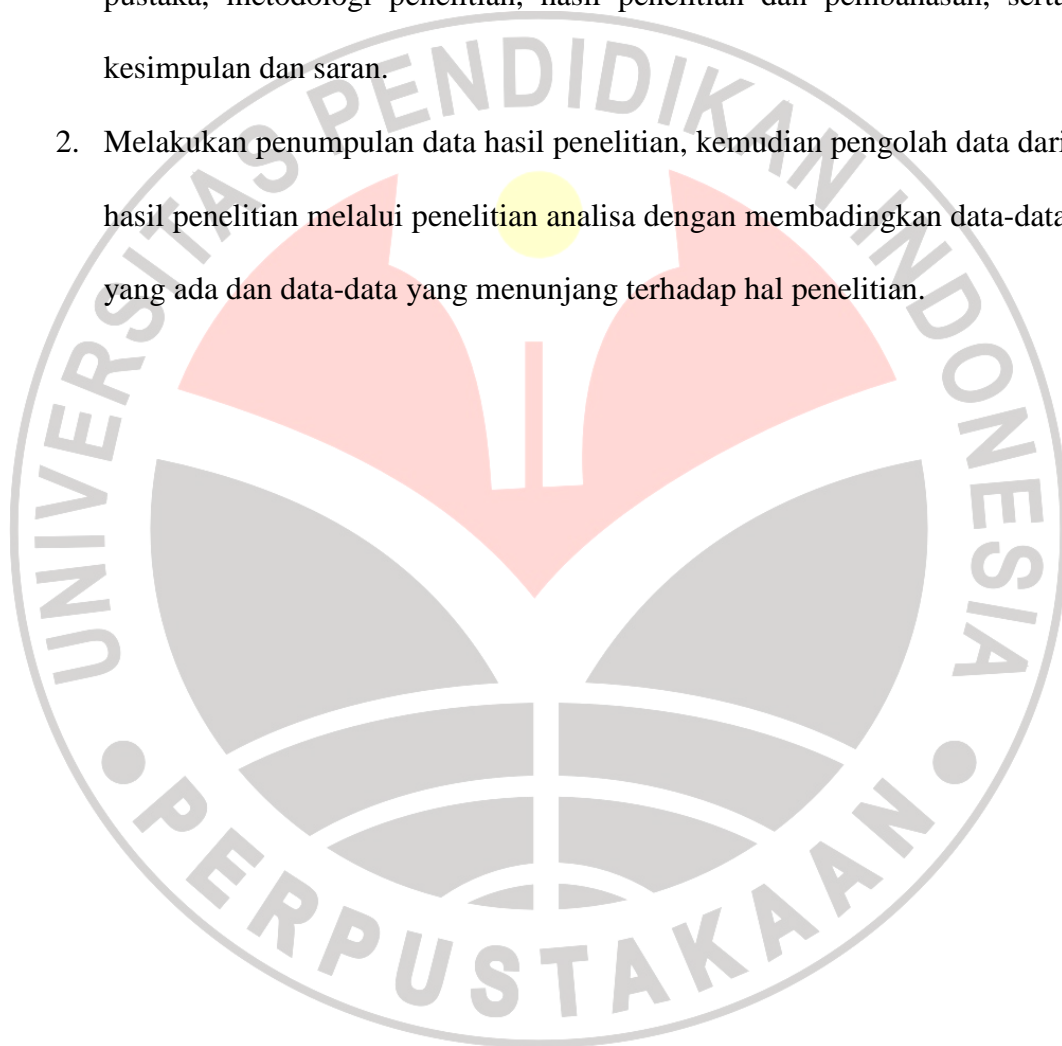 pustaka, metodologi penelitian, hasil penelitian dan pembahasan, serta
kesimpulan dan saran.
2. Melakukan penumpulan data hasil penelitian, kemudian pengolah data dari
hasil penelitian melalui penelitian analisa dengan membadingkan data-data
yang ada dan data-data yang menunjang terhadap hal penelitian.
UNIVERSITAS PENDIDIKAN INDONESIA
PERPUSTAKAAN